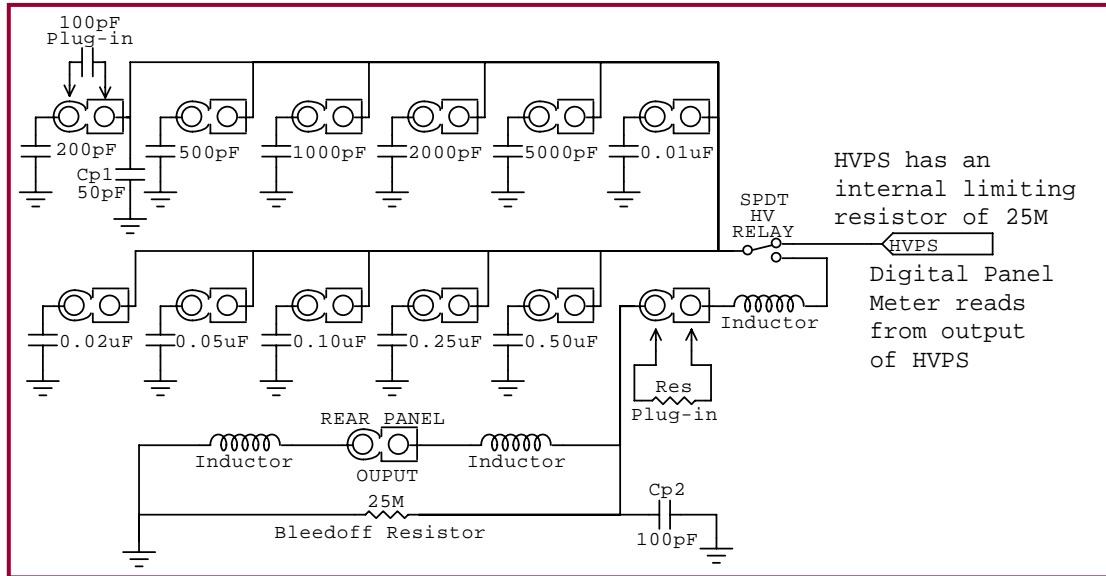 100pF
Plug-in
200pF
Cp1
50pF
500pF
1000pF
2000pF
5000pF
0.01uF
HVPS has an
internal limiting
resistor of 25M
SPDT
HV
RELAY
HVPS
Digital Panel
Meter reads
from output
of HVPS
0.02uF
0.05uF
0.10uF
0.25uF
0.50uF
Inductor
Res
Plug-in
REAR PANEL
Inductor
Inductor
OUPUT
25M
Bleedoff Resistor
Cp2
100pF